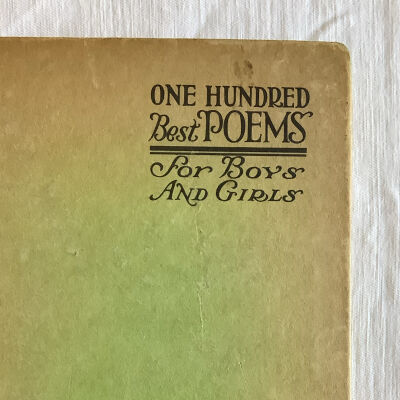 ONE HUNDRED
Best POEMS
For Boys
AND GIRLS